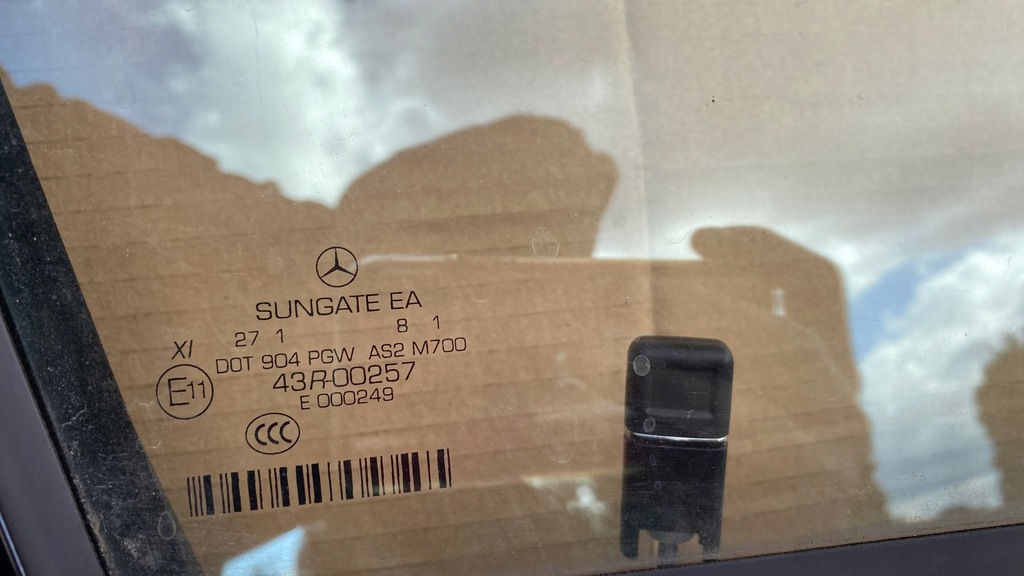 SUNGATE EA
27 1 8 1
XI DOT 904 PGW AS2 M700
E11 43R-00257
E 000249
CCC